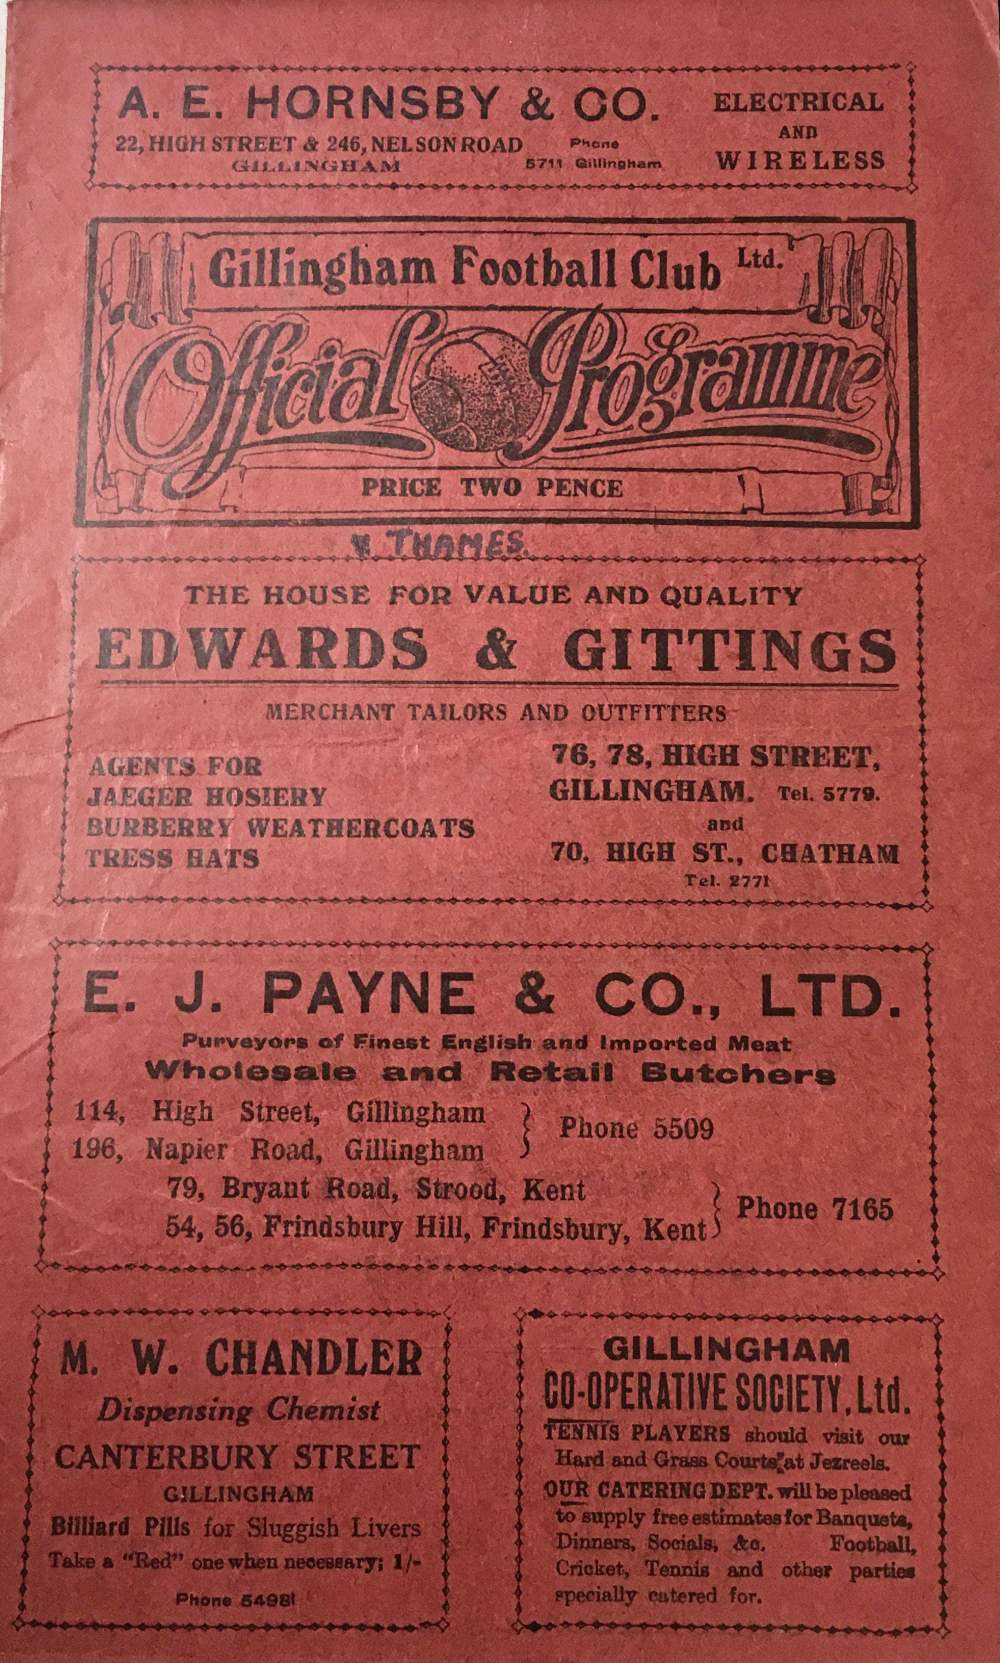 A. E. HORNSBY & CO.
22, HIGH STREET & 246, NELSON ROAD
GILLINGHAM
Phone
5711 Gillingham
ELECTRICAL
AND
WIRELESS
Gillingham Football Club Ltd.
Official Programme
PRICE TWO PENCE
v. THAMES.
THE HOUSE FOR VALUE AND QUALITY
EDWARDS & GITTINGS
MERCHANT TAILORS AND OUTFITTERS
AGENTS FOR
JAEGER HOSIERY
BURBERRY WEATHERCOATS
TRESS HATS
76, 78, HIGH STREET,
GILLINGHAM. Tel. 5779.
and
70, HIGH ST., CHATHAM
Tel. 2771
E. J. PAYNE & CO., LTD.
Purveyors of Finest English and Imported Meat
Wholesale and Retail Butchers
114, High Street, Gillingham
196, Napier Road, Gillingham
Phone 5509
79, Bryant Road, Strood, Kent
54, 56, Frindsbury Hill, Frindsbury, Kent
Phone 7165
M. W. CHANDLER
Dispensing Chemist
CANTERBURY STREET
GILLINGHAM
Billiard Pills for Sluggish Livers
Take a "Red" one when necessary; 1/-
Phone 54981
GILLINGHAM
CO-OPERATIVE SOCIETY, Ltd.
TENNIS PLAYERS should visit our
Hard and Grass Courts at Jezreels.
OUR CATERING DEPT. will be pleased
to supply free estimates for Banquets,
Dinners, Socials, &c. Football,
Cricket, Tennis and other parties
specially catered for.